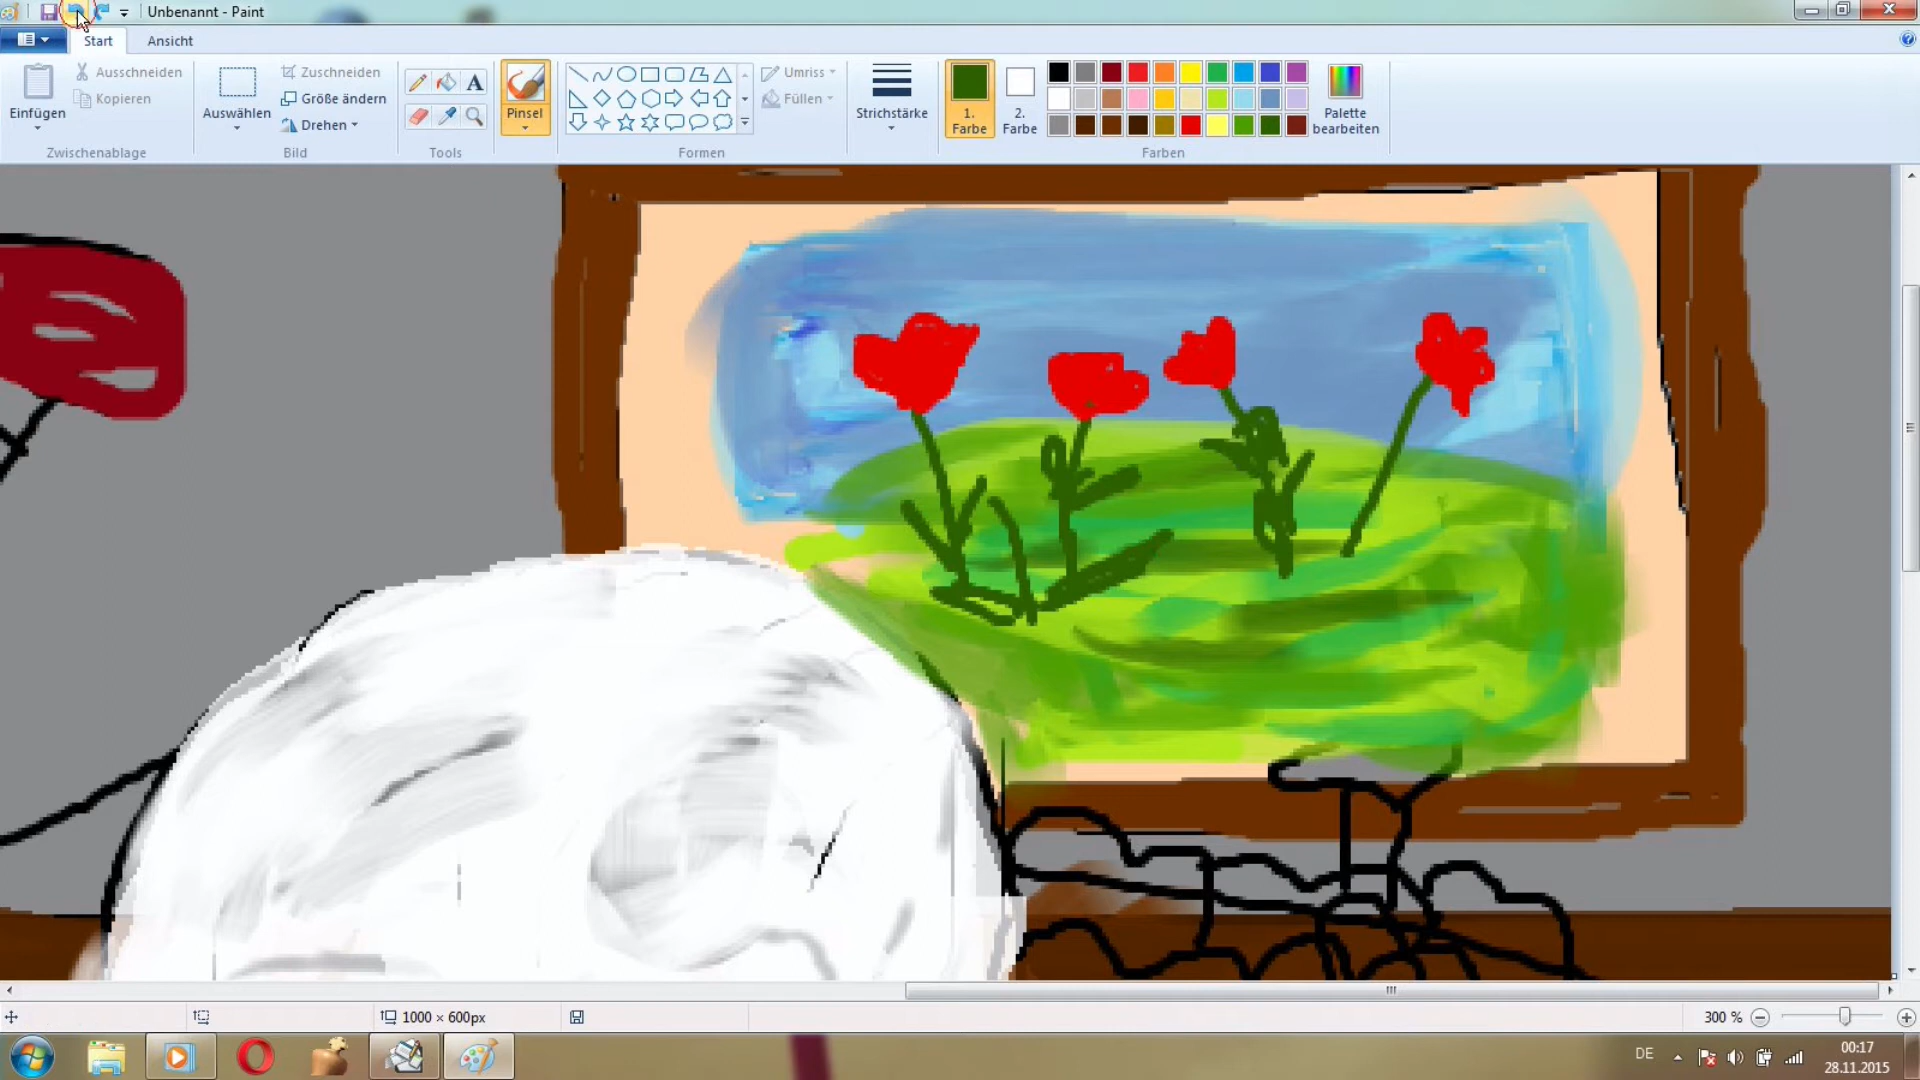 Unbenannt - Paint
Start
Ansicht
Einfügen
Ausschneiden
Kopieren
Zwischenablage
Auswählen
Zuschneiden
Größe ändern
Drehen
Bild
A
Tools
Pinsel
Formen
Umriss
Füllen
Strichstärke
1.
Farbe
2.
Farbe
Farben
Palette
bearbeiten
1000 × 600px
300 %
DE
00:17
28.11.2015